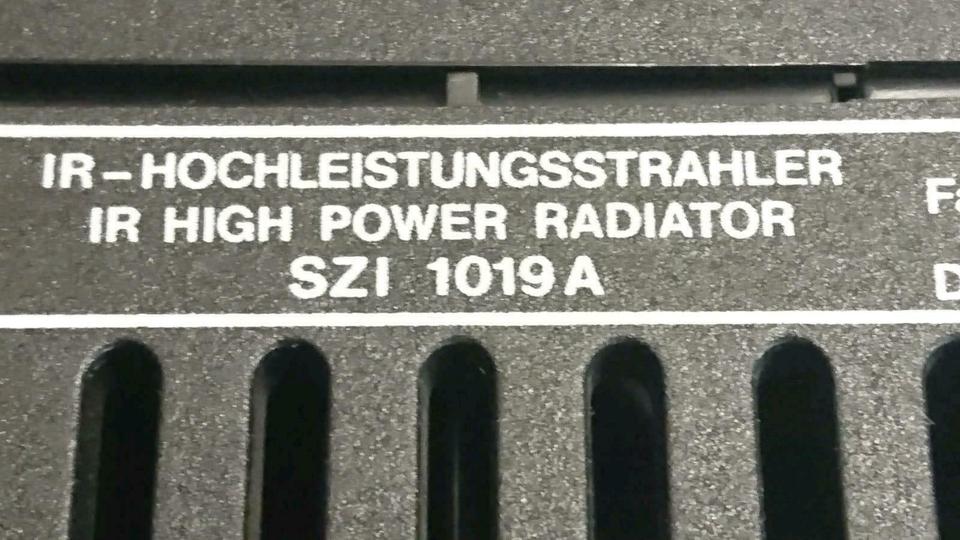 IR-HOCHLEISTUNGSSTRAHLER
IR HIGH POWER RADIATOR
SZI 1019 A